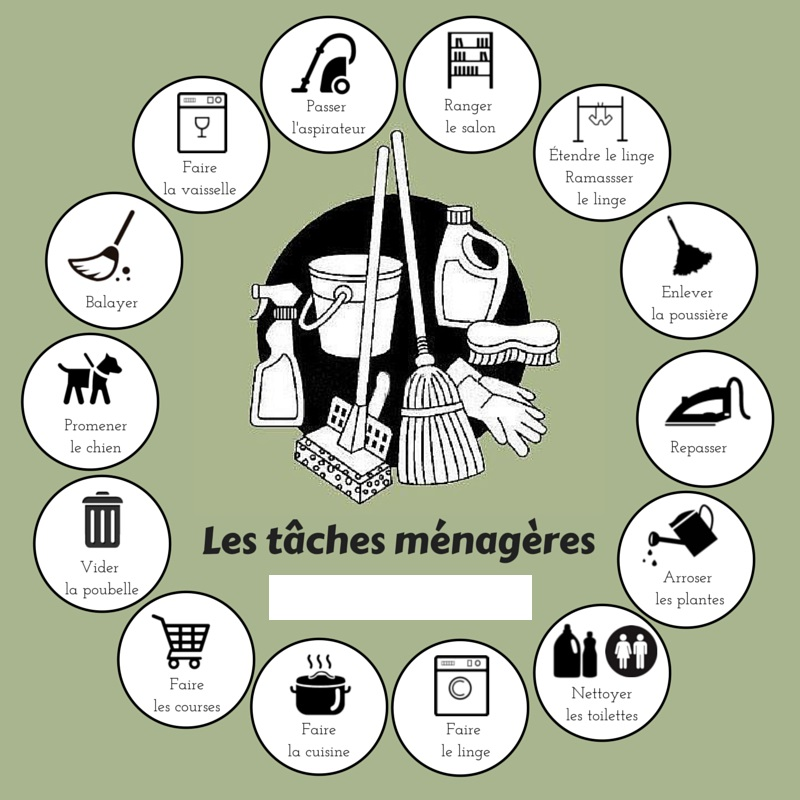 Passer
l'aspirateur
Ranger
le salon
Étendre le linge
Ramassser
le linge
Enlever
la poussière
Repasser
Arroser
les plantes
Nettoyer
les toilettes
Faire
le linge
Faire
la cuisine
Faire
les courses
Vider
la poubelle
Promener
le chien
Balayer
Faire
la vaisselle
Les tâches ménagères